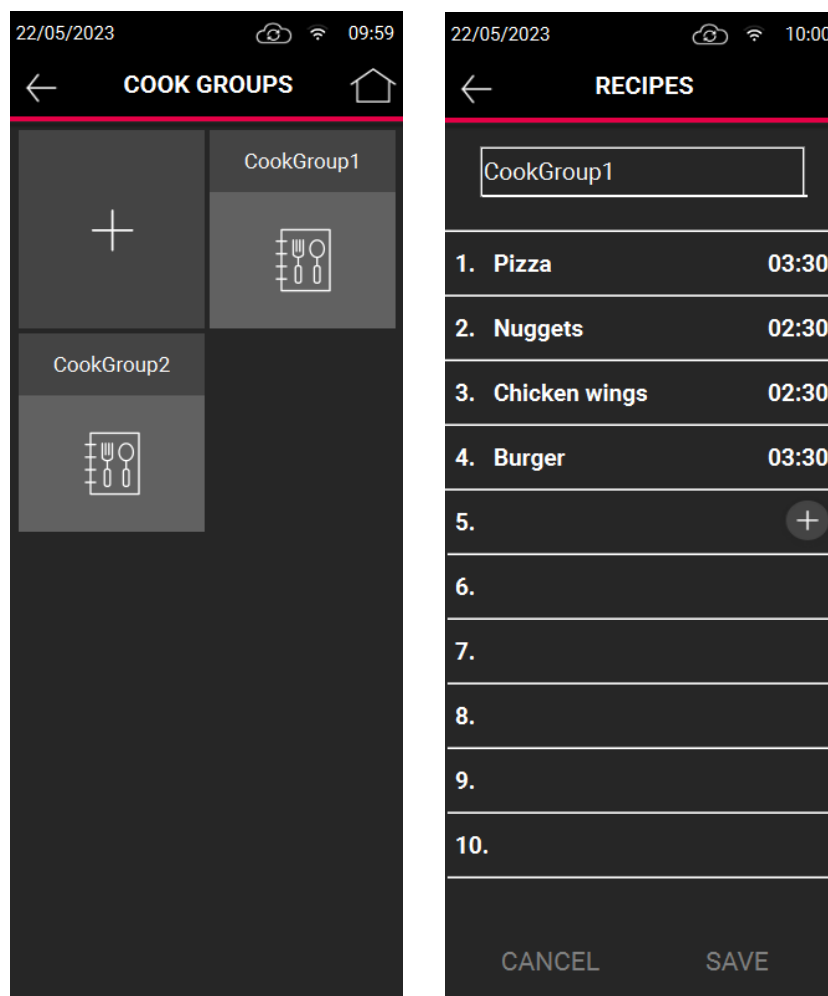 22/05/2023 09:59
COOK GROUPS
CookGroup1
CookGroup2
22/05/2023 10:00
RECIPES
CookGroup1
1. Pizza 03:30
2. Nuggets 02:30
3. Chicken wings 02:30
4. Burger 03:30
5. +
6.
7.
8.
9.
10.
CANCEL SAVE